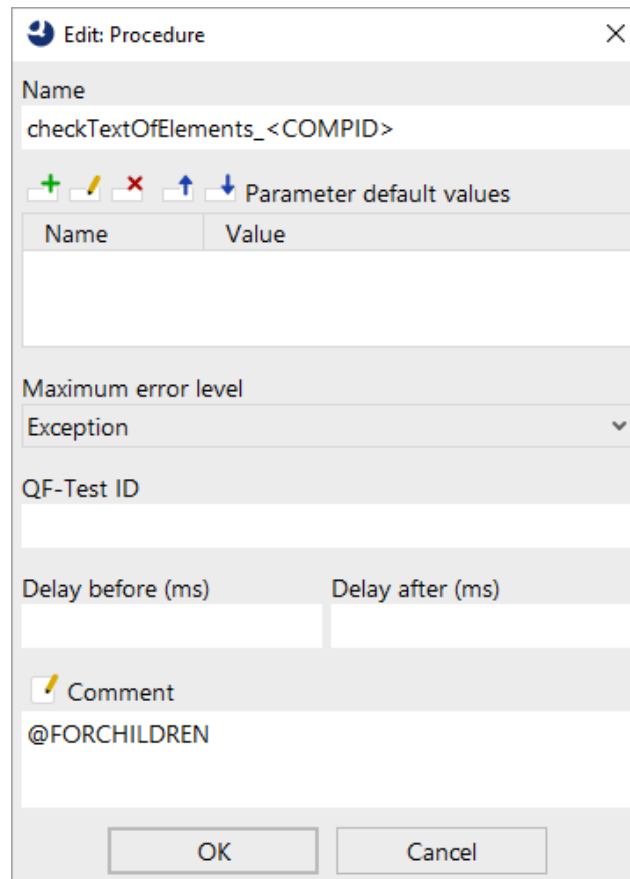 Edit: Procedure
Name
checkTextOfElements_<COMPID>
Parameter default values
Name Value
Maximum error level
Exception
QF-Test ID
Delay before (ms) Delay after (ms)
Comment
@FORCHILDREN
OK Cancel